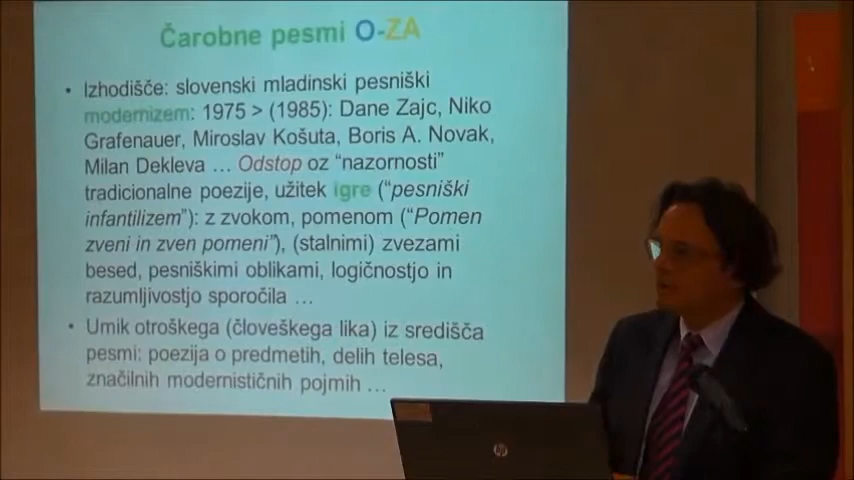 Čarobne pesmi O-ZA
• Izhodišče: slovenski mladinski pesniški
modernizem: 1975 > (1985): Dane Zajc, Niko
Grafenauer, Miroslav Košuta, Boris A. Novak,
Milan Dekleva ... Odstop oz "nazornosti"
tradicionalne poezije, užitek igre ("pesniški
infantilizem"): z zvokom, pomenom ("Pomen
zveni in zven pomeni"), (stalnimi) zvezami
besed, pesniškimi oblikami, logičnostjo in
razumljivostjo sporočila ...
• Umik otroškega (človeškega lika) iz središča
pesmi: poezija o predmetih, delih telesa,
značilnih modernističnih pojmih ...
hp